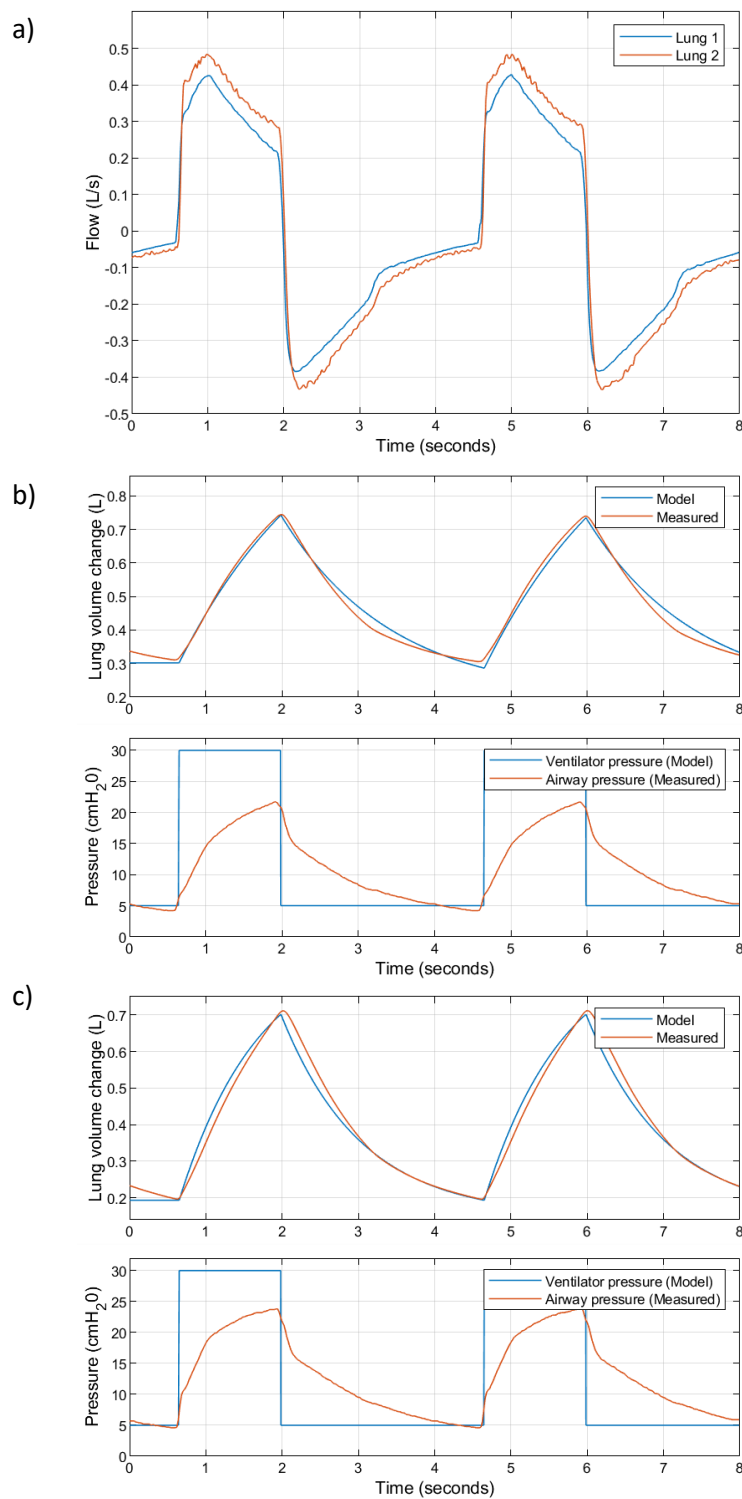 a)
Lung 1
Lung 2
Flow (L/s)
0.5
0.4
0.3
0.2
0.1
0
-0.1
-0.2
-0.3
-0.4
-0.5
0 1 2 3 4 5 6 7 8
Time (seconds)
b)
Model
Measured
Lung volume change (L)
0.8
0.7
0.6
0.5
0.4
0.3
0.2
0 1 2 3 4 5 6 7 8
Ventilator pressure (Model)
Airway pressure (Measured)
Pressure (cmH20)
30
25
20
15
10
5
0
0 1 2 3 4 5 6 7 8
Time (seconds)
c)
Model
Measured
Lung volume change (L)
0.7
0.6
0.5
0.4
0.3
0.2
0 1 2 3 4 5 6 7 8
Ventilator pressure (Model)
Airway pressure (Measured)
Pressure (cmH20)
30
25
20
15
10
5
0
0 1 2 3 4 5 6 7 8
Time (seconds)